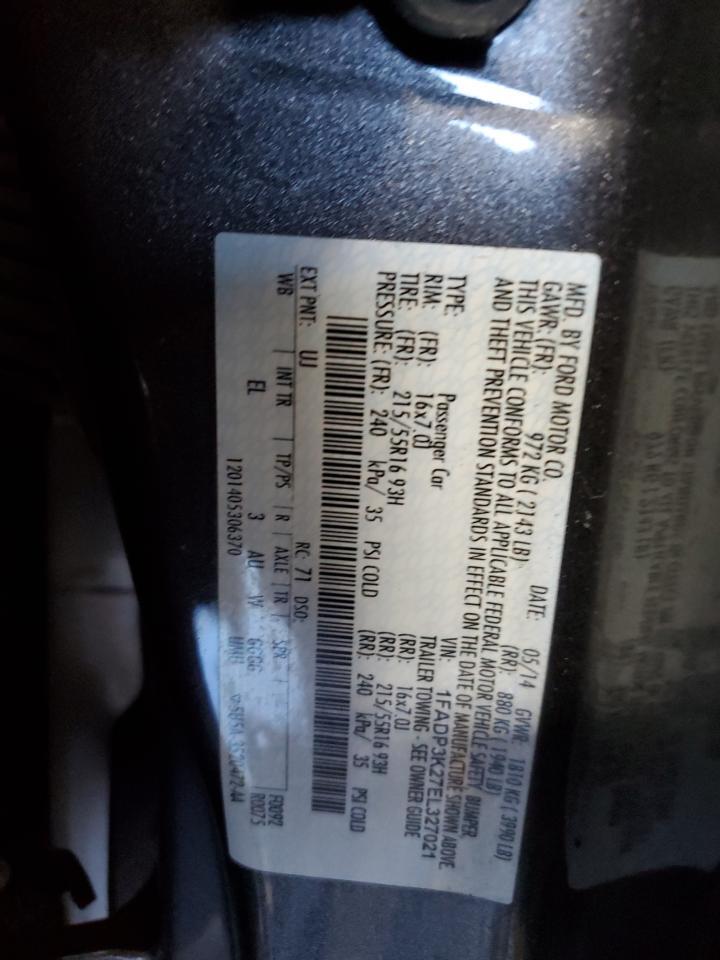 MFD. BY FORD MOTOR CO.
DATE: 05/14 GVWR: 1810 KG ( 3990 LB)
GAWR: (FR): 972 KG ( 2143 LB) (RR): 880 KG ( 1940 LB)
THIS VEHICLE CONFORMS TO ALL APPLICABLE FEDERAL MOTOR VEHICLE SAFETY, BUMPER,
AND THEFT PREVENTION STANDARDS IN EFFECT ON THE DATE OF MANUFACTURE SHOWN ABOVE
VIN: 1FADP3K27EL327021
TYPE: Passenger Car TRAILER TOWING - SEE OWNER GUIDE
RIM: (FR): 16x7.0J (RR): 16x7.0J
TIRE: (FR): 215/55R16 93H (RR): 215/55R16 93H
PRESSURE: (FR): 240 kPa/ 35 PSI COLD (RR): 240 kPa/ 35 PSI COLD
EXT PNT: UJ RC: 71 DSO: F0092
WB | INT TR | TP/PS | R | AXLE | TR | SPR R0075
EL 3 AU W GGGG
1201405306370